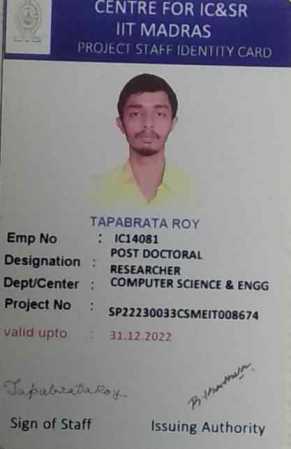 CENTRE FOR IC&SR
IIT MADRAS
PROJECT STAFF IDENTITY CARD
TAPABRATA ROY
Emp No : IC14081
Designation : POST DOCTORAL
RESEARCHER
Dept/Center : COMPUTER SCIENCE & ENGG
Project No : SP22230033CSMEIT008674
valid upto : 31.12.2022
Tapabrata Roy
Sign of Staff Issuing Authority